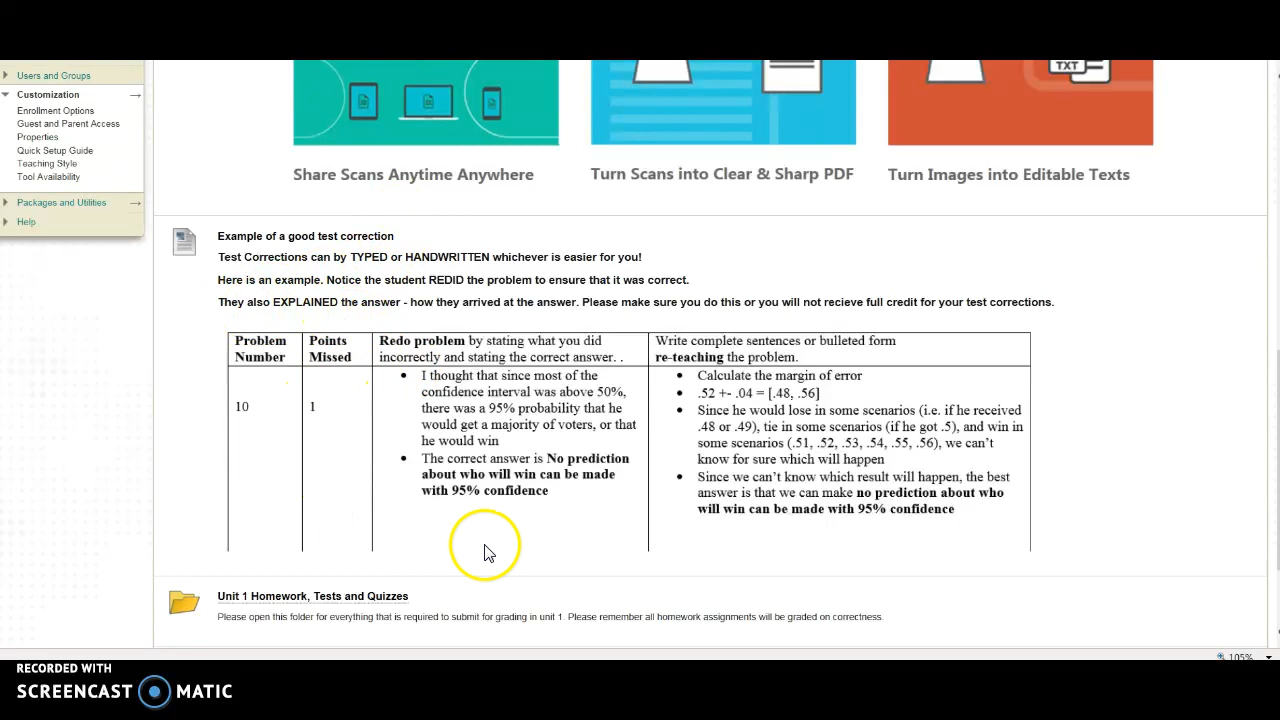 Users and Groups
Customization
Enrollment Options
Guest and Parent Access
Properties
Quick Setup Guide
Teaching Style
Tool Availability
Packages and Utilities
Help
TXT
Share Scans Anytime Anywhere
Turn Scans into Clear & Sharp PDF
Turn Images into Editable Texts
Example of a good test correction
Test Corrections can by TYPED or HANDWRITTEN whichever is easier for you!
Here is an example. Notice the student REDID the problem to ensure that it was correct.
They also EXPLAINED the answer - how they arrived at the answer. Please make sure you do this or you will not recieve full credit for your test corrections.
Problem
Number
Points
Missed
Redo problem by stating what you did
incorrectly and stating the correct answer. .
Write complete sentences or bulleted form
re-teaching the problem.
10
1
• I thought that since most of the
confidence interval was above 50%,
there was a 95% probability that he
would get a majority of voters, or that
he would win
• The correct answer is No prediction
about who will win can be made
with 95% confidence
• Calculate the margin of error
• .52 +- .04 = [.48, .56]
• Since he would lose in some scenarios (i.e. if he received
.48 or .49), tie in some scenarios (if he got .5), and win in
some scenarios (.51, .52, .53, .54, .55, .56), we can't
know for sure which will happen
• Since we can't know which result will happen, the best
answer is that we can make no prediction about who
will win can be made with 95% confidence
Unit 1 Homework, Tests and Quizzes
Please open this folder for everything that is required to submit for grading in unit 1. Please remember all homework assignments will be graded on correctness.
105%
RECORDED WITH
SCREENCAST MATIC